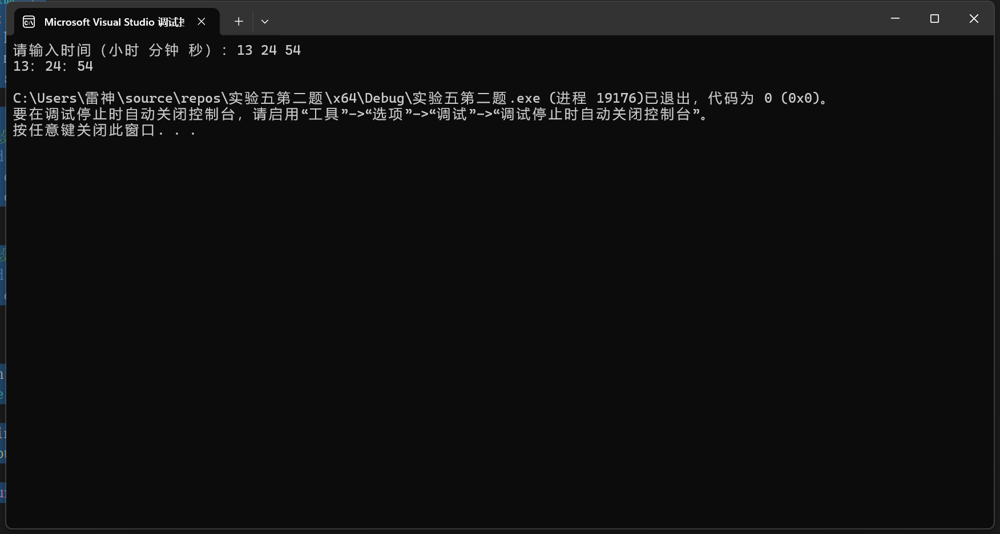 Microsoft Visual Studio 调试
请输入时间（小时 分钟 秒）: 13 24 54
13: 24: 54
C:\Users\雷神\source\repos\实验五第二题\x64\Debug\实验五第二题.exe (进程 19176)已退出，代码为 0 (0x0)。
要在调试停止时自动关闭控制台，请启用“工具”->“选项”->“调试”->“调试停止时自动关闭控制台”。
按任意键关闭此窗口. . .